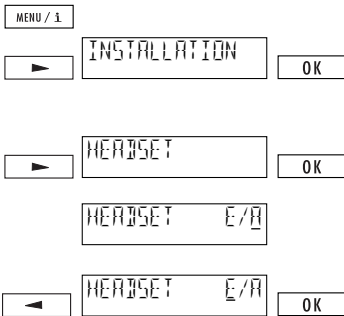 MENU / i
INSTALLATION
OK
HEADSET
OK
HEADSET E/A
HEADSET E/A
OK